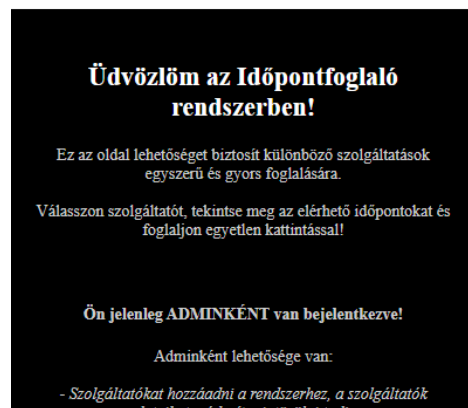 Üdvözlöm az Időpontfoglaló
rendszerben!
Ez az oldal lehetőséget biztosít különböző szolgáltatások
egyszerű és gyors foglalására.
Válasszon szolgáltatót, tekintse meg az elérhető időpontokat és
foglaljon egyetlen kattintással!
Ön jelenleg ADMINKÉNT van bejelentkezve!
Adminként lehetősége van:
- Szolgáltatókat hozzáadni a rendszerhez, a szolgáltatók